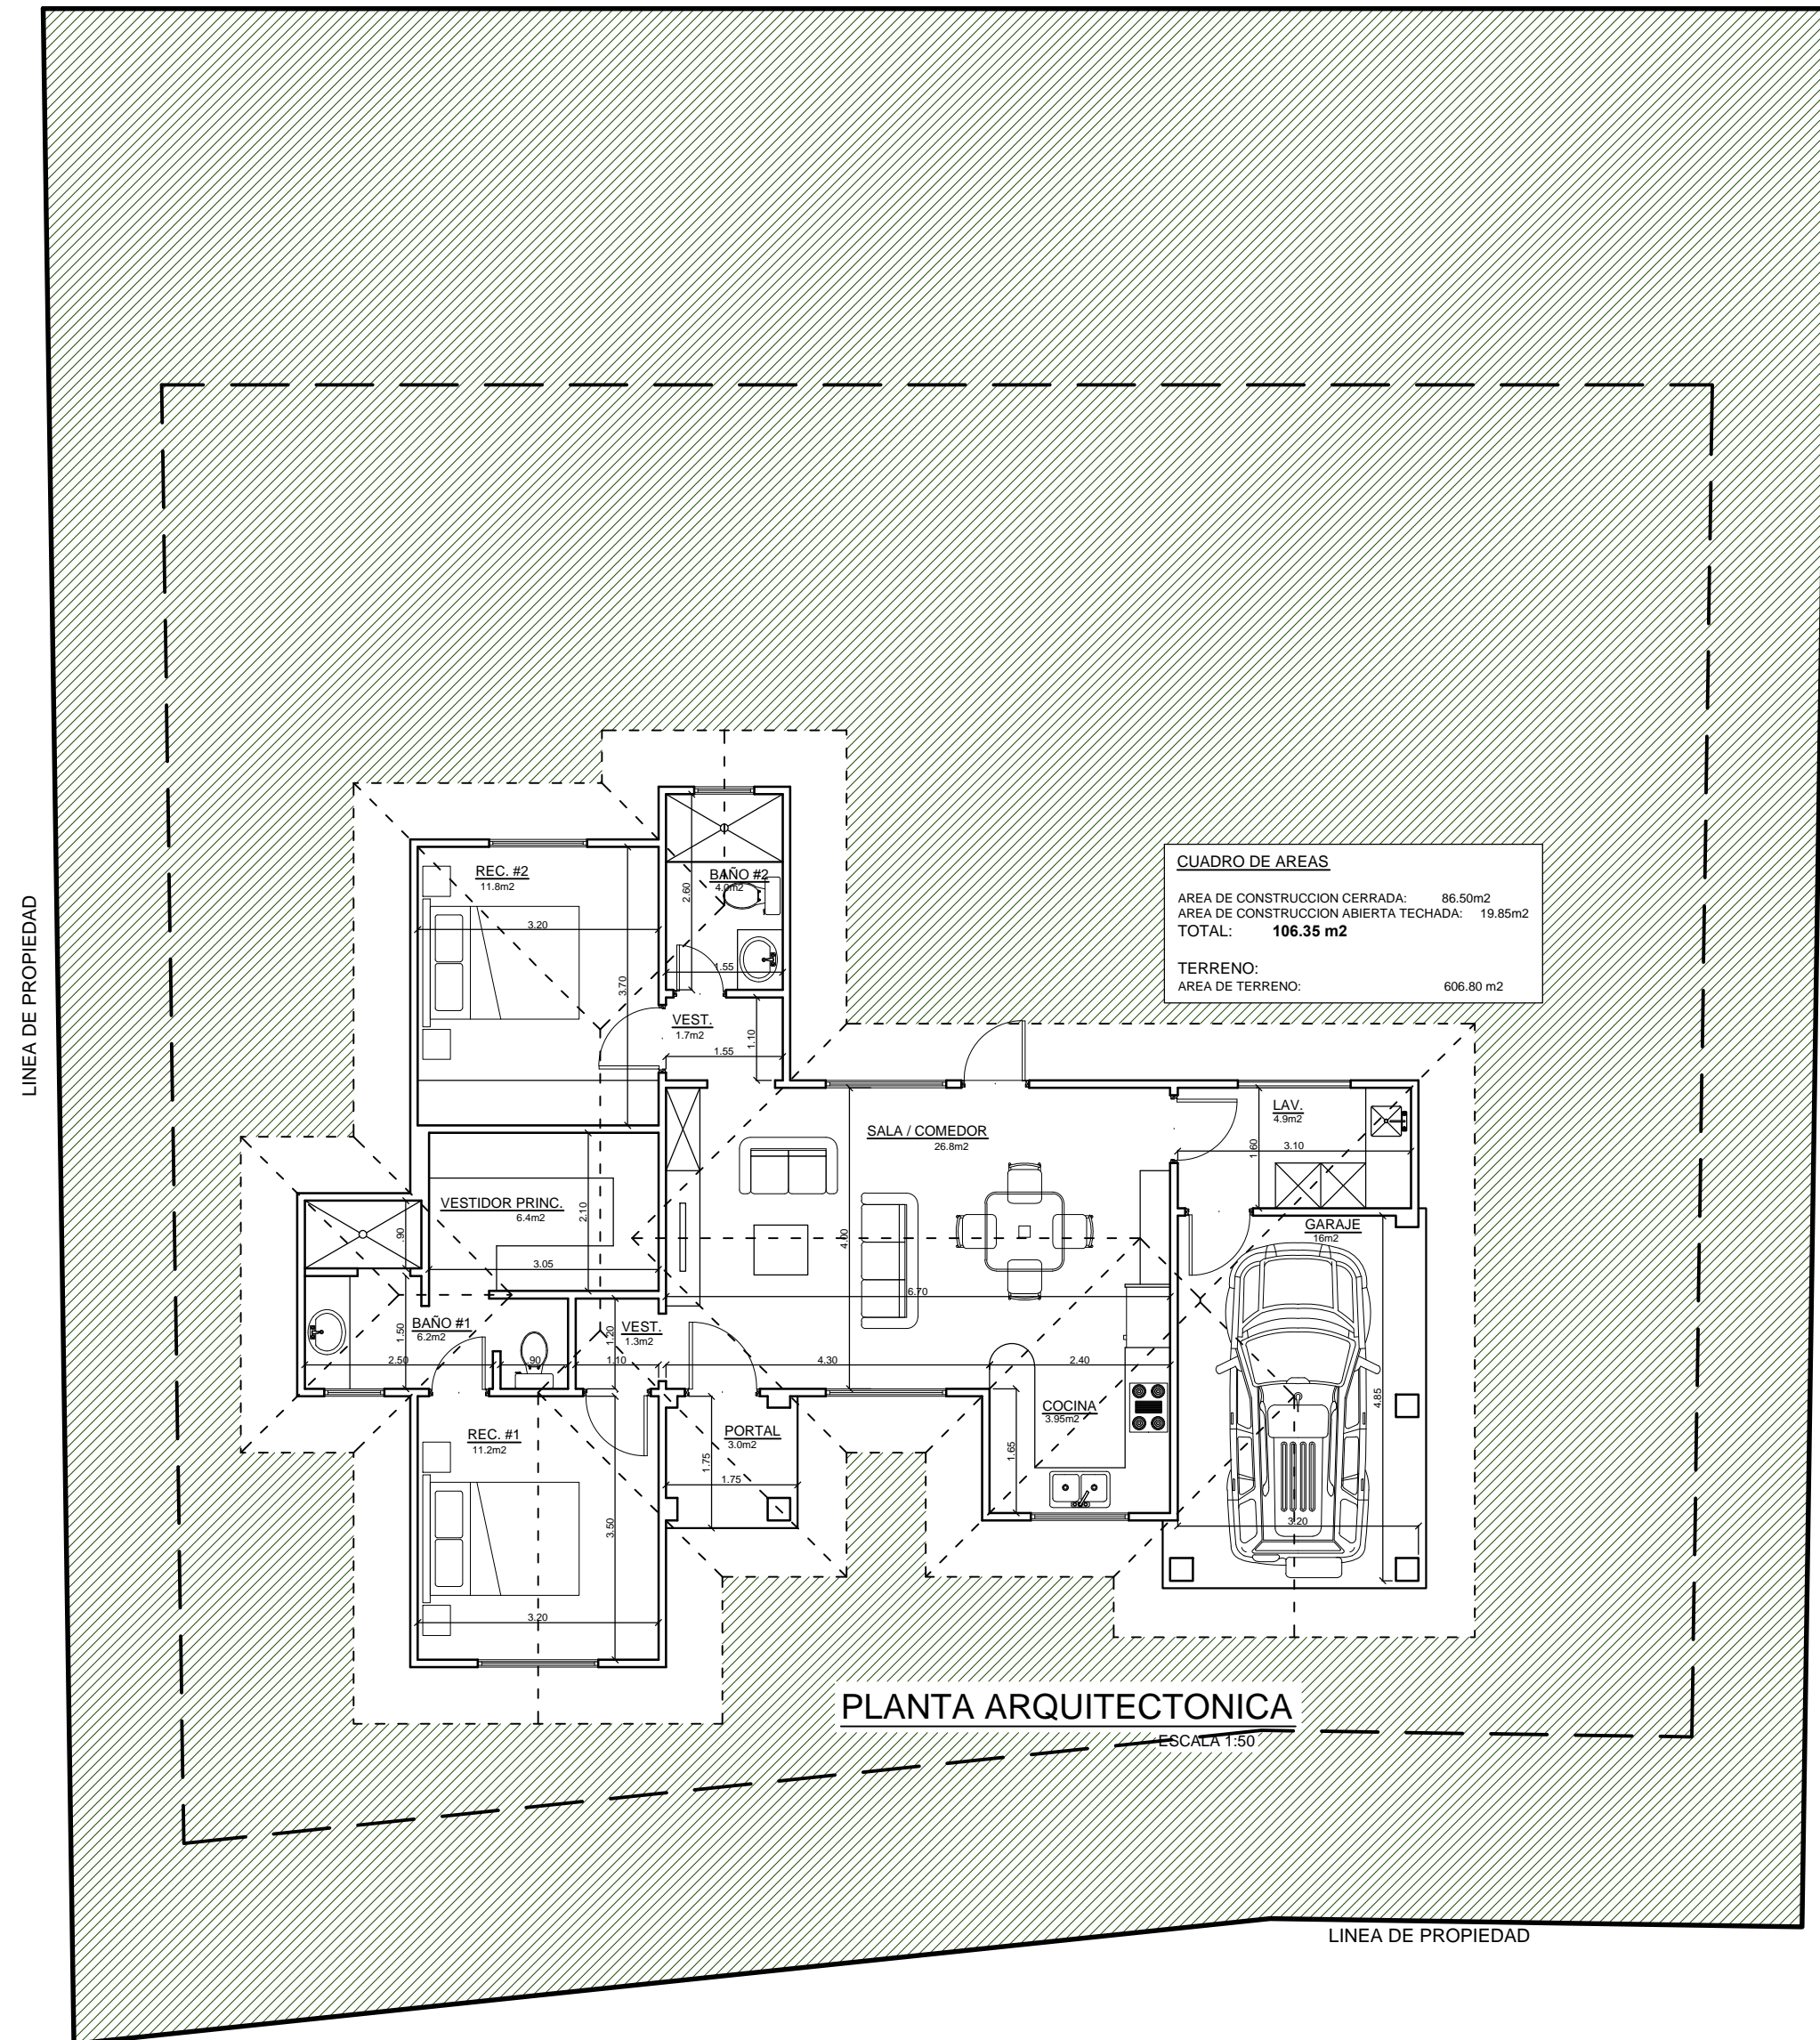 REC. #2
11.8m2
3.20
3.70
BAÑO #2
4.0m2
2.60
1.55
VEST.
1.7m2
1.10
1.55
CUADRO DE AREAS
AREA DE CONSTRUCCION CERRADA: 86.50m2
AREA DE CONSTRUCCION ABIERTA TECHADA: 19.85m2
TOTAL: 106.35 m2
TERRENO:
AREA DE TERRENO: 606.80 m2
LINEA DE PROPIEDAD
SALA / COMEDOR
26.8m2
4.00
6.70
LAV.
4.9m2
1.60
3.10
VESTIDOR PRINC.
6.4m2
2.10
3.05
.90
GARAJE
16m2
4.85
3.20
BAÑO #1
6.2m2
1.50
2.50
.90
VEST.
1.3m2
1.20
1.10
4.30
2.40
COCINA
3.95m2
1.65
REC. #1
11.2m2
3.50
3.20
PORTAL
3.0m2
1.75
1.75
PLANTA ARQUITECTONICA
ESCALA 1:50
LINEA DE PROPIEDAD